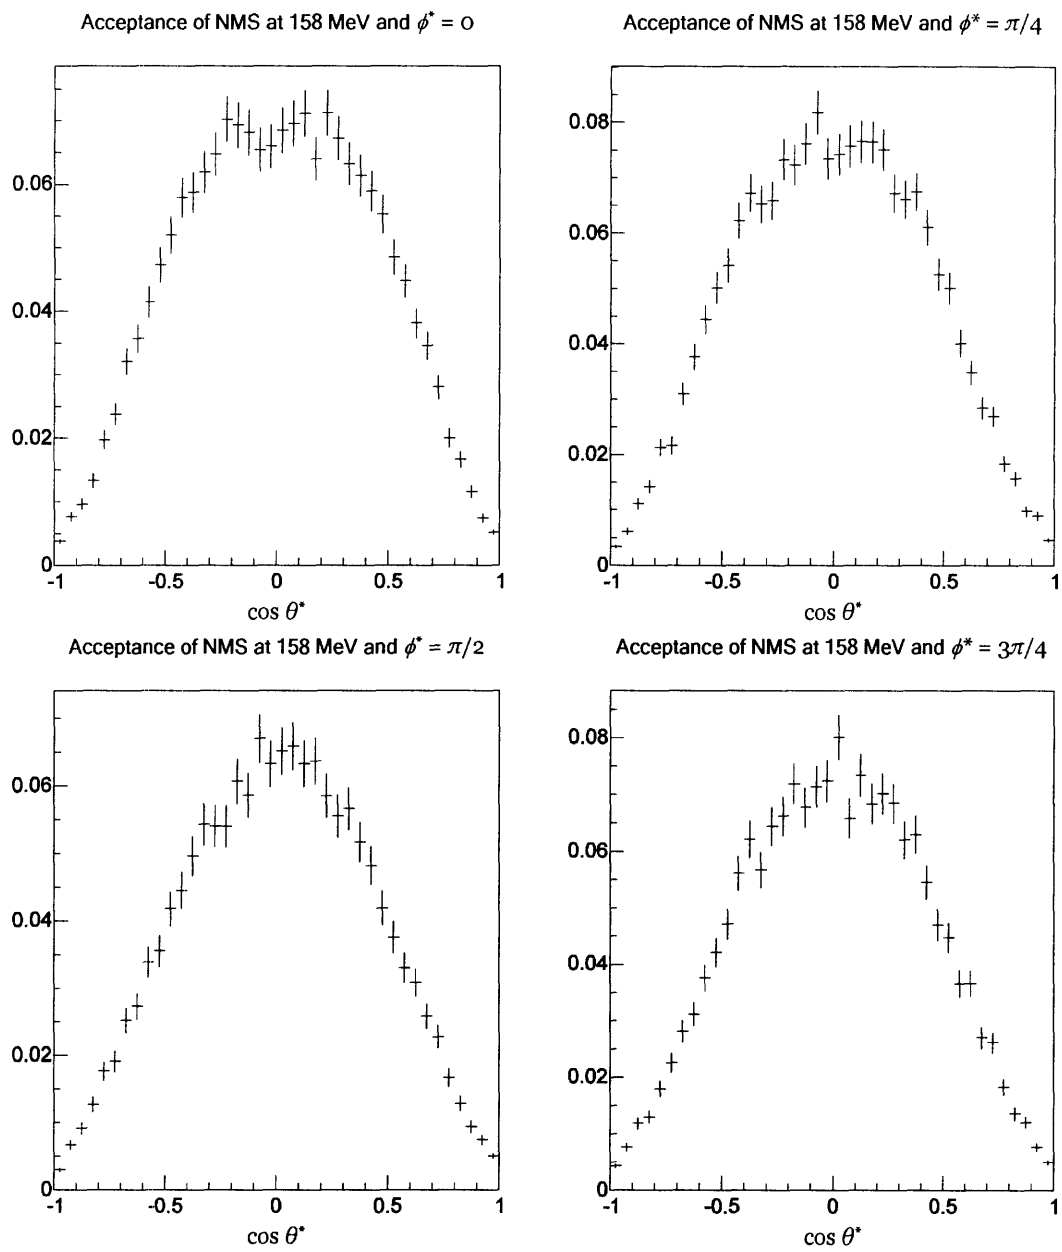 Acceptance of NMS at 158 MeV and ϕ* = 0
0.06
0.04
0.02
0
-1 -0.5 0 0.5 1
cos θ*
Acceptance of NMS at 158 MeV and ϕ* = π/4
0.08
0.06
0.04
0.02
0
-1 -0.5 0 0.5 1
cos θ*
Acceptance of NMS at 158 MeV and ϕ* = π/2
0.06
0.04
0.02
0
-1 -0.5 0 0.5 1
cos θ*
Acceptance of NMS at 158 MeV and ϕ* = 3π/4
0.08
0.06
0.04
0.02
0
-1 -0.5 0 0.5 1
cos θ*